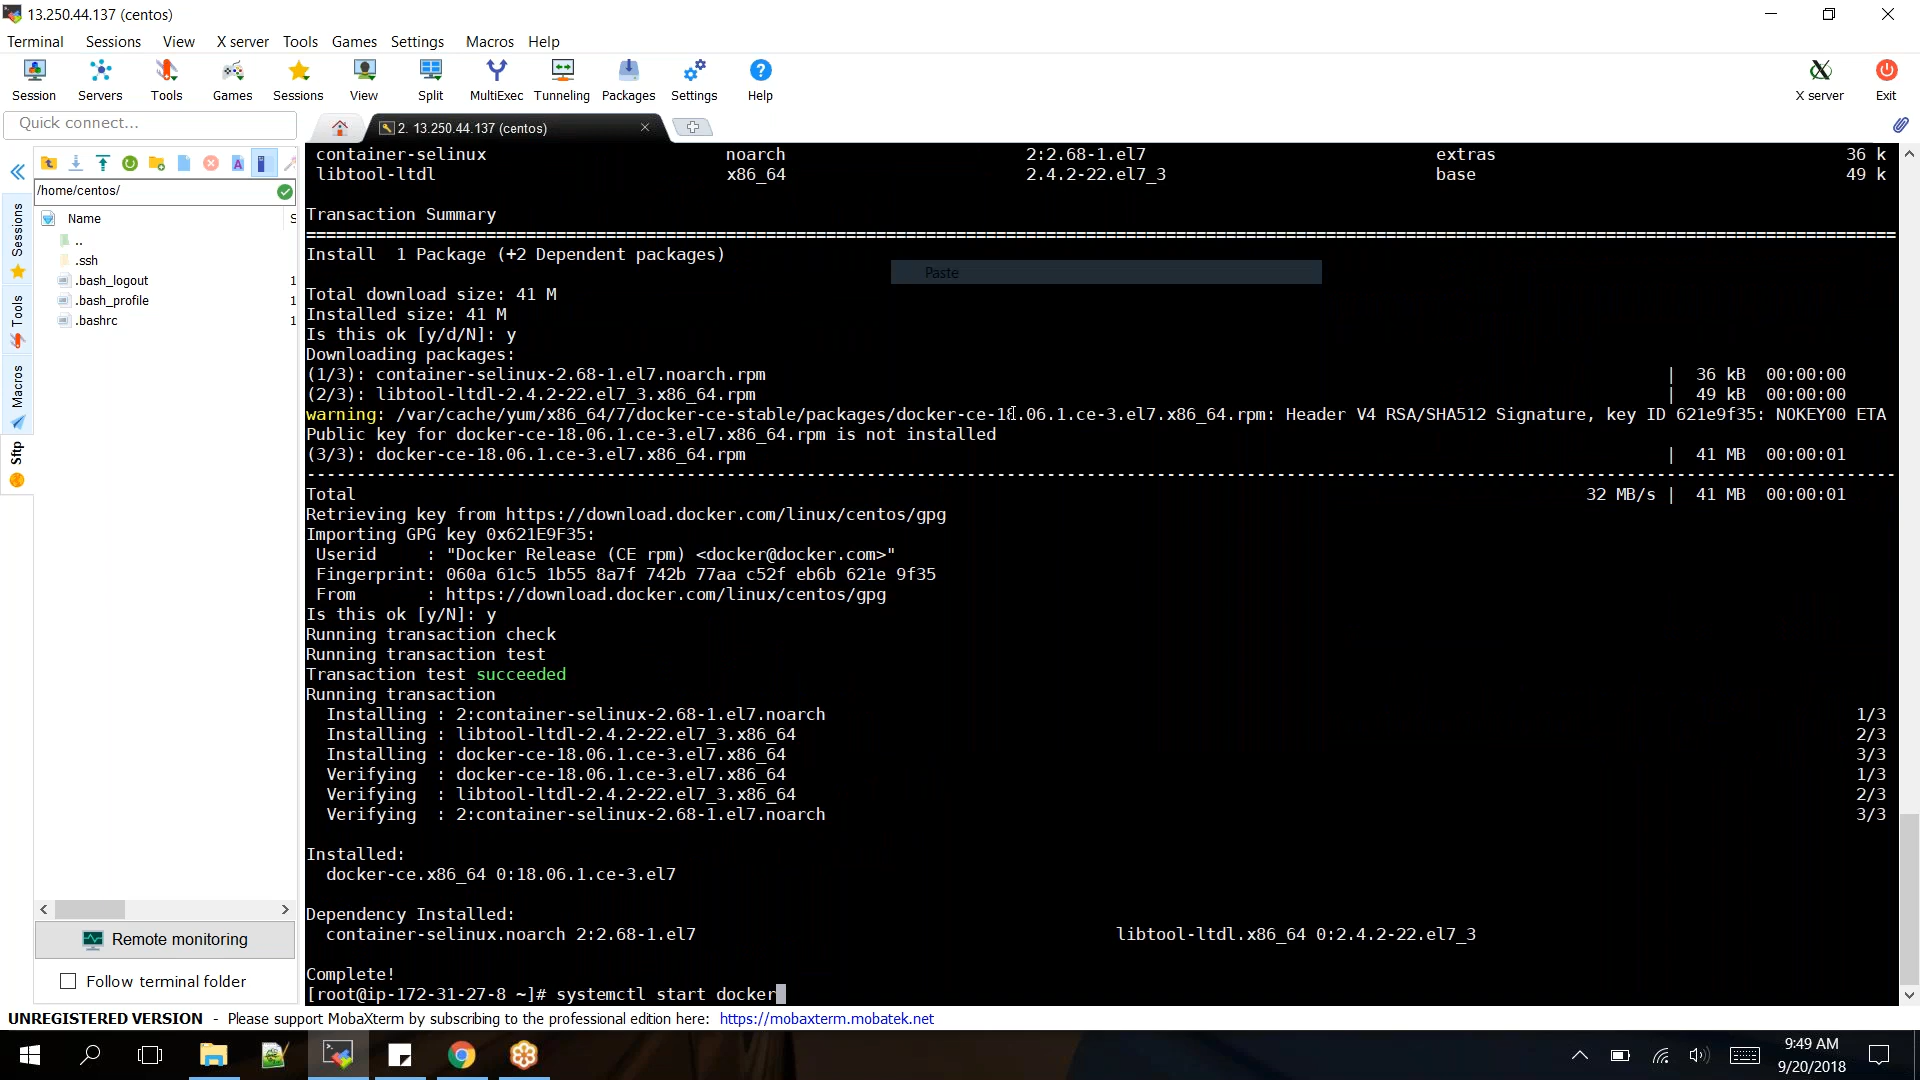 13.250.44.137 (centos)
Terminal Sessions View X server Tools Games Settings Macros Help
Session Servers Tools Games Sessions View Split MultiExec Tunneling Packages Settings Help X server Exit
Quick connect...
2. 13.250.44.137 (centos)
/home/centos/
Name S
..
.ssh
.bash_logout 1
.bash_profile 1
.bashrc 1
Sessions
Tools
Macros
Sftp
Remote monitoring
Follow terminal folder
container-selinux noarch 2:2.68-1.el7 extras 36 k
libtool-ltdl x86_64 2.4.2-22.el7_3 base 49 k
Transaction Summary
================================================================================
Install 1 Package (+2 Dependent packages)
Paste
Total download size: 41 M
Installed size: 41 M
Is this ok [y/d/N]: y
Downloading packages:
(1/3): container-selinux-2.68-1.el7.noarch.rpm | 36 kB 00:00:00
(2/3): libtool-ltdl-2.4.2-22.el7_3.x86_64.rpm | 49 kB 00:00:00
warning: /var/cache/yum/x86_64/7/docker-ce-stable/packages/docker-ce-18.06.1.ce-3.el7.x86_64.rpm: Header V4 RSA/SHA512 Signature, key ID 621e9f35: NOKEY00 ETA
Public key for docker-ce-18.06.1.ce-3.el7.x86_64.rpm is not installed
(3/3): docker-ce-18.06.1.ce-3.el7.x86_64.rpm | 41 MB 00:00:01
--------------------------------------------------------------------------------
Total 32 MB/s | 41 MB 00:00:01
Retrieving key from https://download.docker.com/linux/centos/gpg
Importing GPG key 0x621E9F35:
Userid : "Docker Release (CE rpm) <docker@docker.com>"
Fingerprint: 060a 61c5 1b55 8a7f 742b 77aa c52f eb6b 621e 9f35
From : https://download.docker.com/linux/centos/gpg
Is this ok [y/N]: y
Running transaction check
Running transaction test
Transaction test succeeded
Running transaction
Installing : 2:container-selinux-2.68-1.el7.noarch 1/3
Installing : libtool-ltdl-2.4.2-22.el7_3.x86_64 2/3
Installing : docker-ce-18.06.1.ce-3.el7.x86_64 3/3
Verifying : docker-ce-18.06.1.ce-3.el7.x86_64 1/3
Verifying : libtool-ltdl-2.4.2-22.el7_3.x86_64 2/3
Verifying : 2:container-selinux-2.68-1.el7.noarch 3/3
Installed:
docker-ce.x86_64 0:18.06.1.ce-3.el7
Dependency Installed:
container-selinux.noarch 2:2.68-1.el7 libtool-ltdl.x86_64 0:2.4.2-22.el7_3
Complete!
[root@ip-172-31-27-8 ~]# systemctl start docker
UNREGISTERED VERSION - Please support MobaXterm by subscribing to the professional edition here: https://mobaxterm.mobatek.net
9:49 AM
9/20/2018